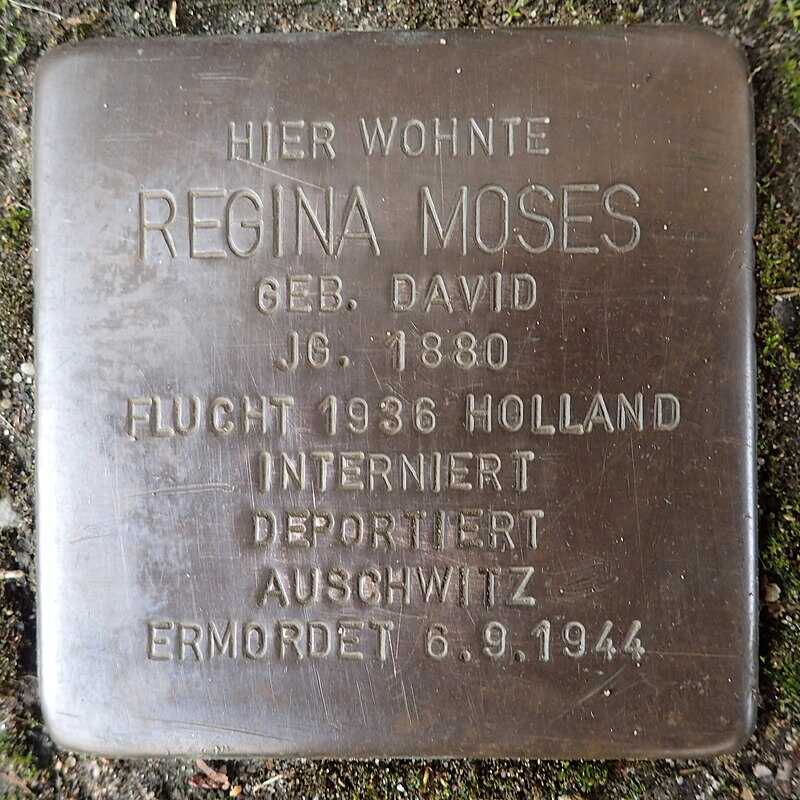 HIER WOHNTE
REGINA MOSES
GEB. DAVID
JG. 1880
FLUCHT 1936 HOLLAND
INTERNIERT
DEPORTIERT
AUSCHWITZ
ERMORDET 6.9.1944